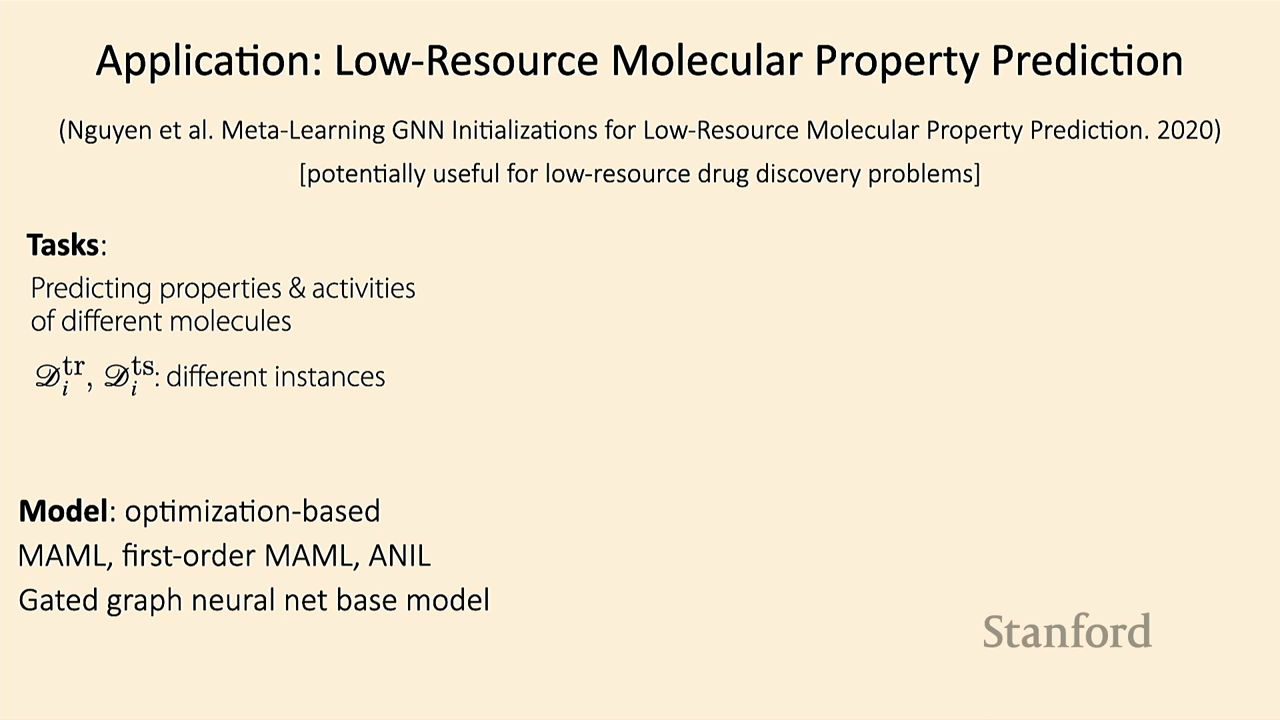 Application: Low-Resource Molecular Property Prediction
(Nguyen et al. Meta-Learning GNN Initializations for Low-Resource Molecular Property Prediction. 2020)
[potentially useful for low-resource drug discovery problems]
Tasks:
Predicting properties & activities
of different molecules
𝒟ᵢᵗʳ, 𝒟ᵢᵗˢ: different instances
Model: optimization-based
MAML, first-order MAML, ANIL
Gated graph neural net base model
Stanford